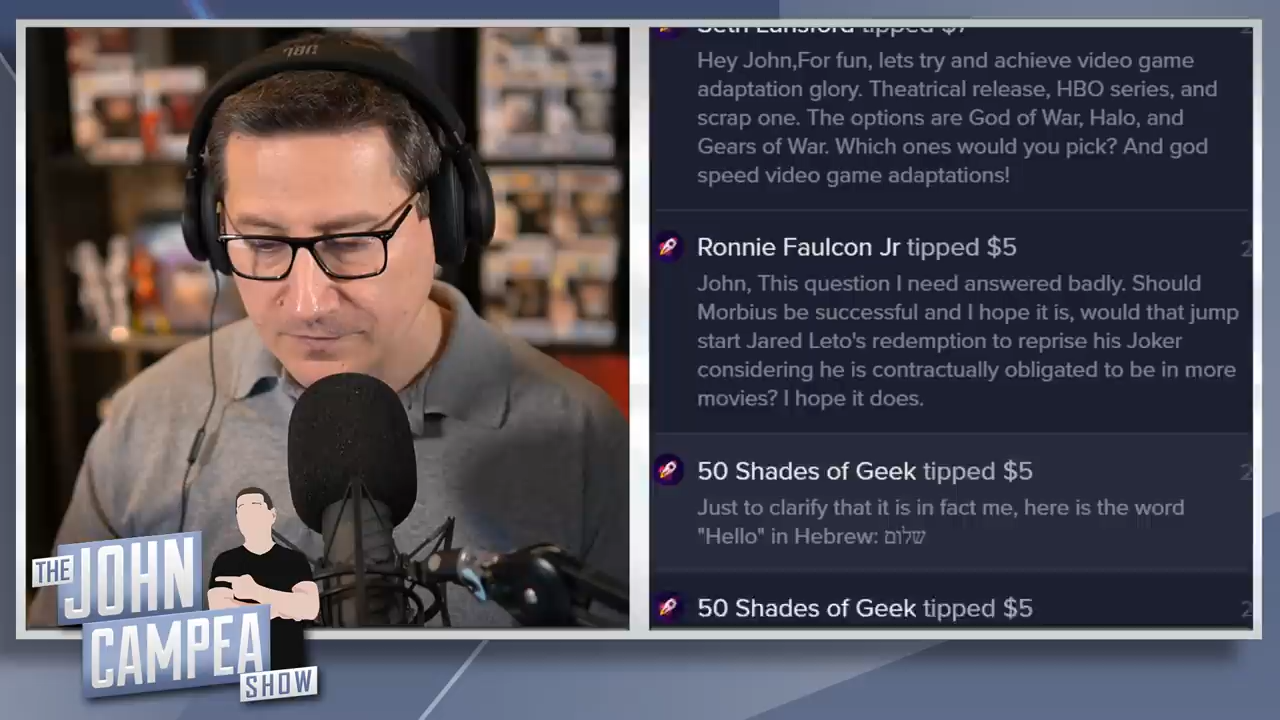 Seth Lunsford tipped $7
Hey John,For fun, lets try and achieve video game
adaptation glory. Theatrical release, HBO series, and
scrap one. The options are God of War, Halo, and
Gears of War. Which ones would you pick? And god
speed video game adaptations!
Ronnie Faulcon Jr tipped $5
John, This question I need answered badly. Should
Morbius be successful and I hope it is, would that jump
start Jared Leto's redemption to reprise his Joker
considering he is contractually obligated to be in more
movies? I hope it does.
50 Shades of Geek tipped $5
Just to clarify that it is in fact me, here is the word
"Hello" in Hebrew: שלום
50 Shades of Geek tipped $5
JBL
THE
JOHN
CAMPEA
SHOW